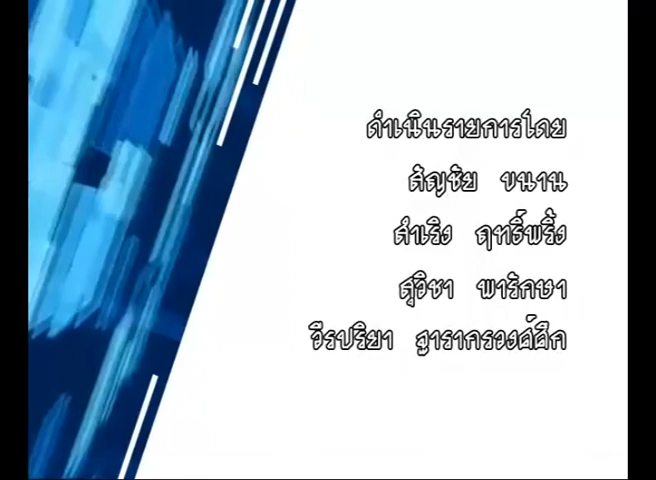 ดำเนินรายการโดย
สัญชัย ขนาน
สำเริง ฤทธิ์พริ้ง
สุวิชา พารักษา
วีรปริยา ฐารากรวงศ์ศึก